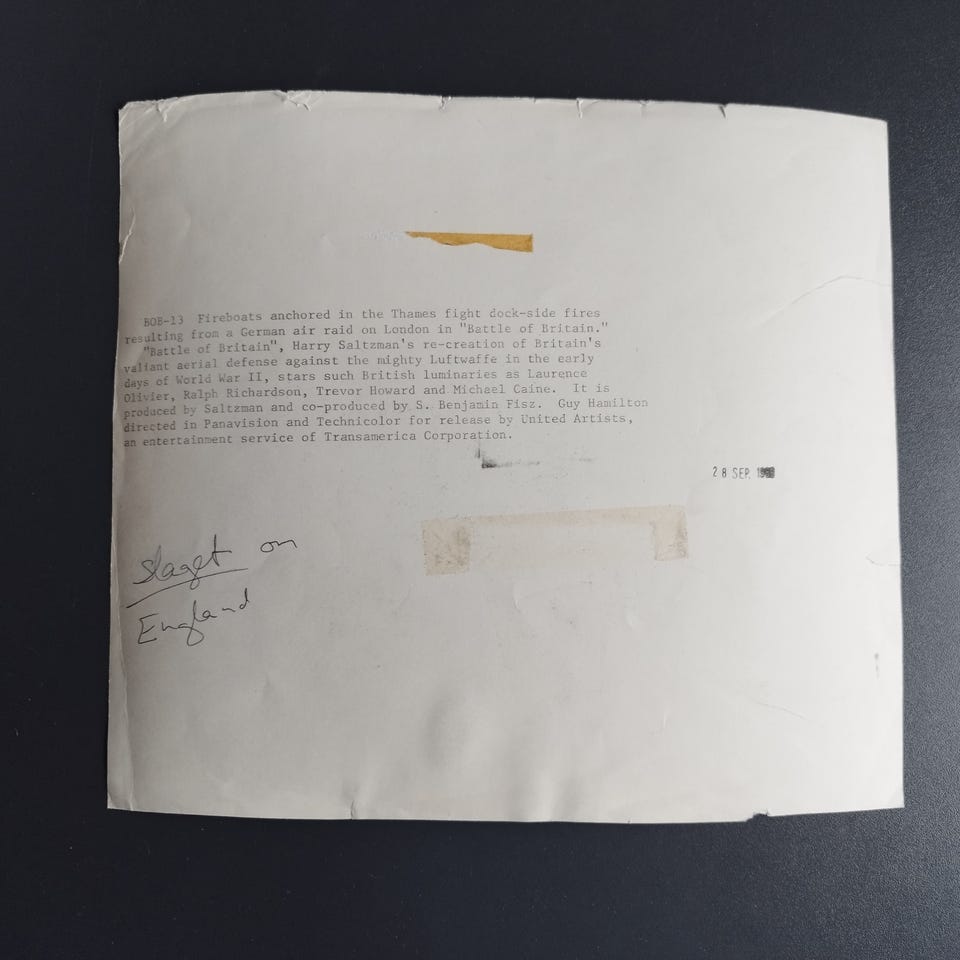 BOB-13 Fireboats anchored in the Thames fight dock-side fires
resulting from a German air raid on London in "Battle of Britain."
"Battle of Britain", Harry Saltzman's re-creation of Britain's
valiant aerial defense against the mighty Luftwaffe in the early
days of World War II, stars such British luminaries as Laurence
Olivier, Ralph Richardson, Trevor Howard and Michael Caine. It is
produced by Saltzman and co-produced by S. Benjamin Fisz. Guy Hamilton
directed in Panavision and Technicolor for release by United Artists,
an entertainment service of Transamerica Corporation.
28 SEP.
slaget om
England